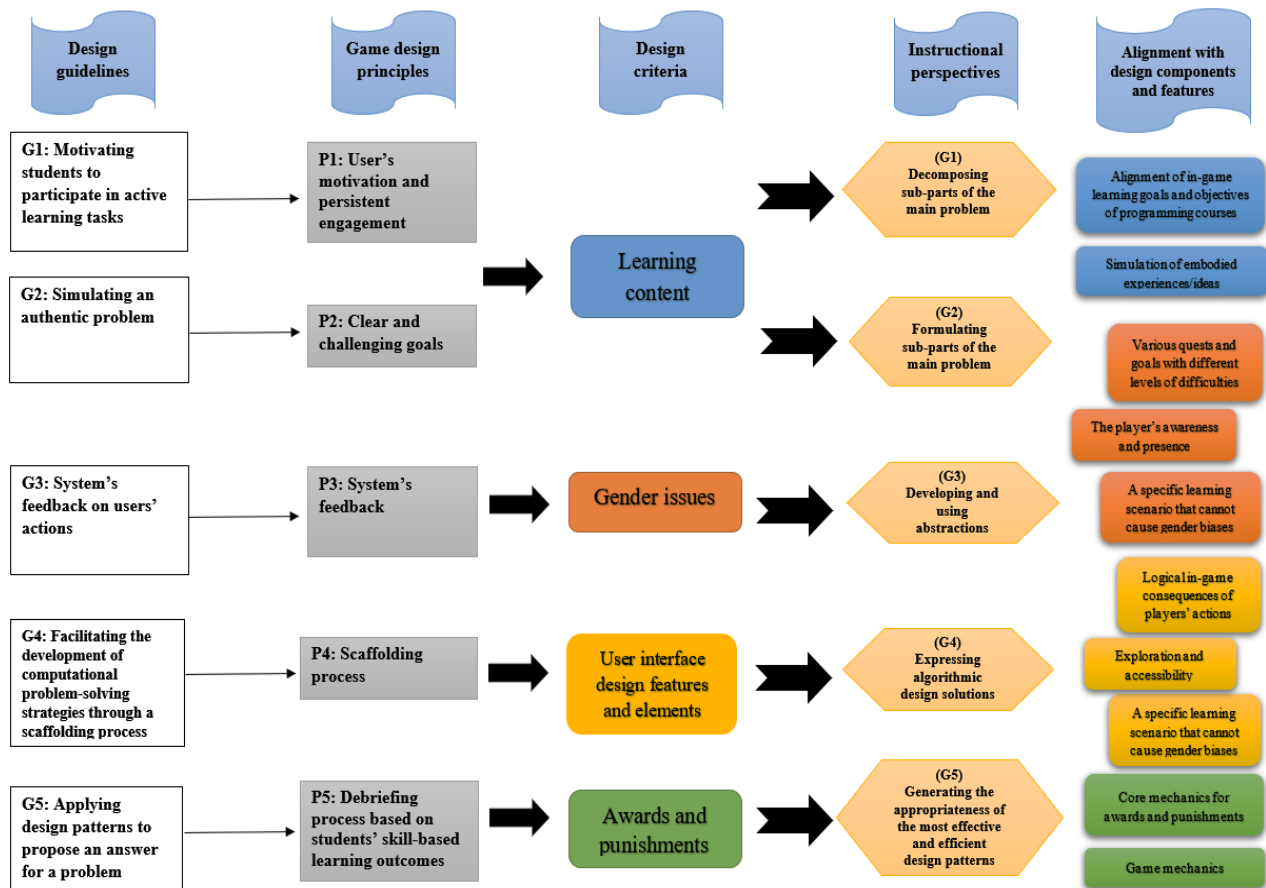 Design
guidelines
Game design
principles
Design
criteria
Instructional
perspectives
Alignment with
design components
and features
G1: Motivating
students to
participate in active
learning tasks
P1: User's
motivation and
persistent
engagement
(G1)
Decomposing
sub-parts of the
main problem
Alignment of in-game
learning goals and objectives
of programming courses
Learning
content
Simulation of embodied
experiences/ideas
G2: Simulating an
authentic problem
P2: Clear and
challenging goals
(G2)
Formulating
sub-parts of the
main problem
Various quests and
goals with different
levels of difficulties
The player's awareness
and presence
G3: System's
feedback on users'
actions
P3: System's
feedback
Gender issues
(G3)
Developing and
using
abstractions
A specific learning
scenario that cannot
cause gender biases
Logical in-game
consequences of
players' actions
G4: Facilitating the
development of
computational
problem-solving
strategies through a
scaffolding process
P4: Scaffolding
process
User interface
design features
and elements
(G4)
Expressing
algorithmic
design solutions
Exploration and
accessibility
A specific learning
scenario that cannot
cause gender biases
G5: Applying
design patterns to
propose an answer
for a problem
P5: Debriefing
process based on
students' skill-based
learning outcomes
Awards and
punishments
(G5)
Generating the
appropriateness of
the most effective
and efficient
design patterns
Core mechanics for
awards and punishments
Game mechanics